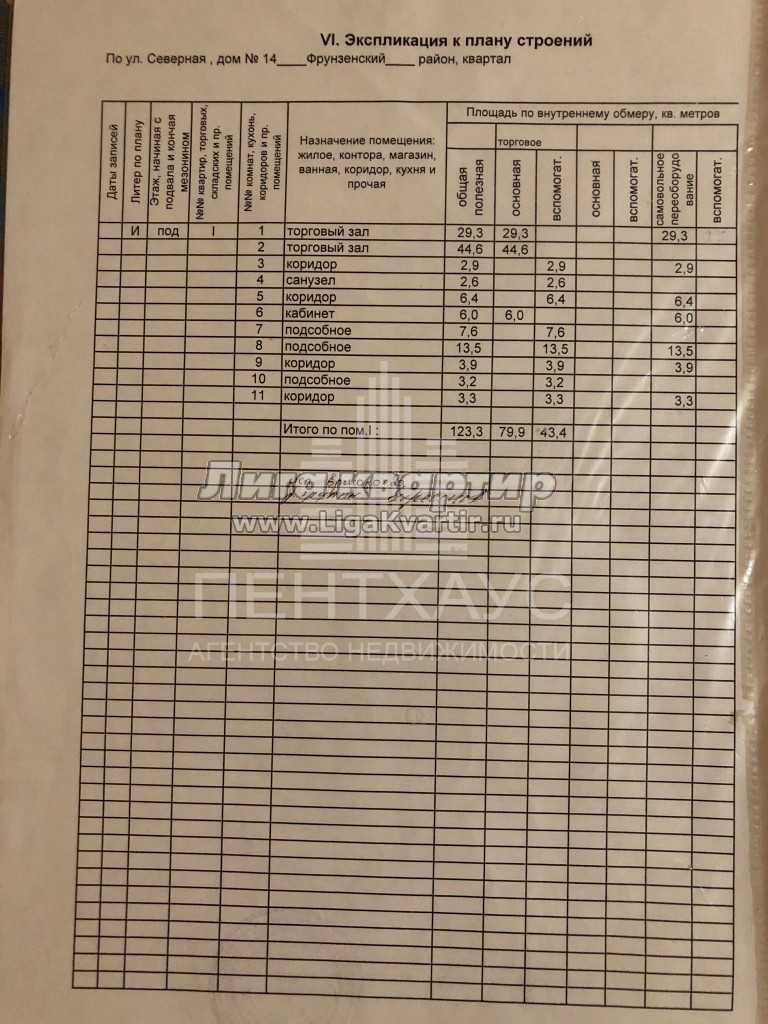 VI. Экспликация к плану строений
По ул. Северная , дом № 14____Фрунзенский____ район, квартал
Даты записей
Литер по плану
Этаж, начиная с подвала и кончая мезонином
№№ квартир, торговых, складских и пр. помещений
№№ комнат, кухонь, коридоров и пр. помещений
Назначение помещения: жилое, контора, магазин, ванная, коридор, кухня и прочая
Площадь по внутреннему обмеру, кв. метров
торговое
общая полезная
основная
вспомогат.
основная
вспомогат.
самовольное переоборудо вание
вспомогат.
И под I 1 торговый зал 29,3 29,3 29,3
2 торговый зал 44,6 44,6
3 коридор 2,9 2,9 2,9
4 санузел 2,6 2,6
5 коридор 6,4 6,4 6,4
6 кабинет 6,0 6,0 6,0
7 подсобное 7,6 7,6
8 подсобное 13,5 13,5 13,5
9 коридор 3,9 3,9 3,9
10 подсобное 3,2 3,2
11 коридор 3,3 3,3 3,3
Итого по пом.I : 123,3 79,9 43,4
Лига квартир
www.LigaKvartir.ru
ПЕНТХАУС
АГЕНТСТВО НЕДВИЖИМОСТИ